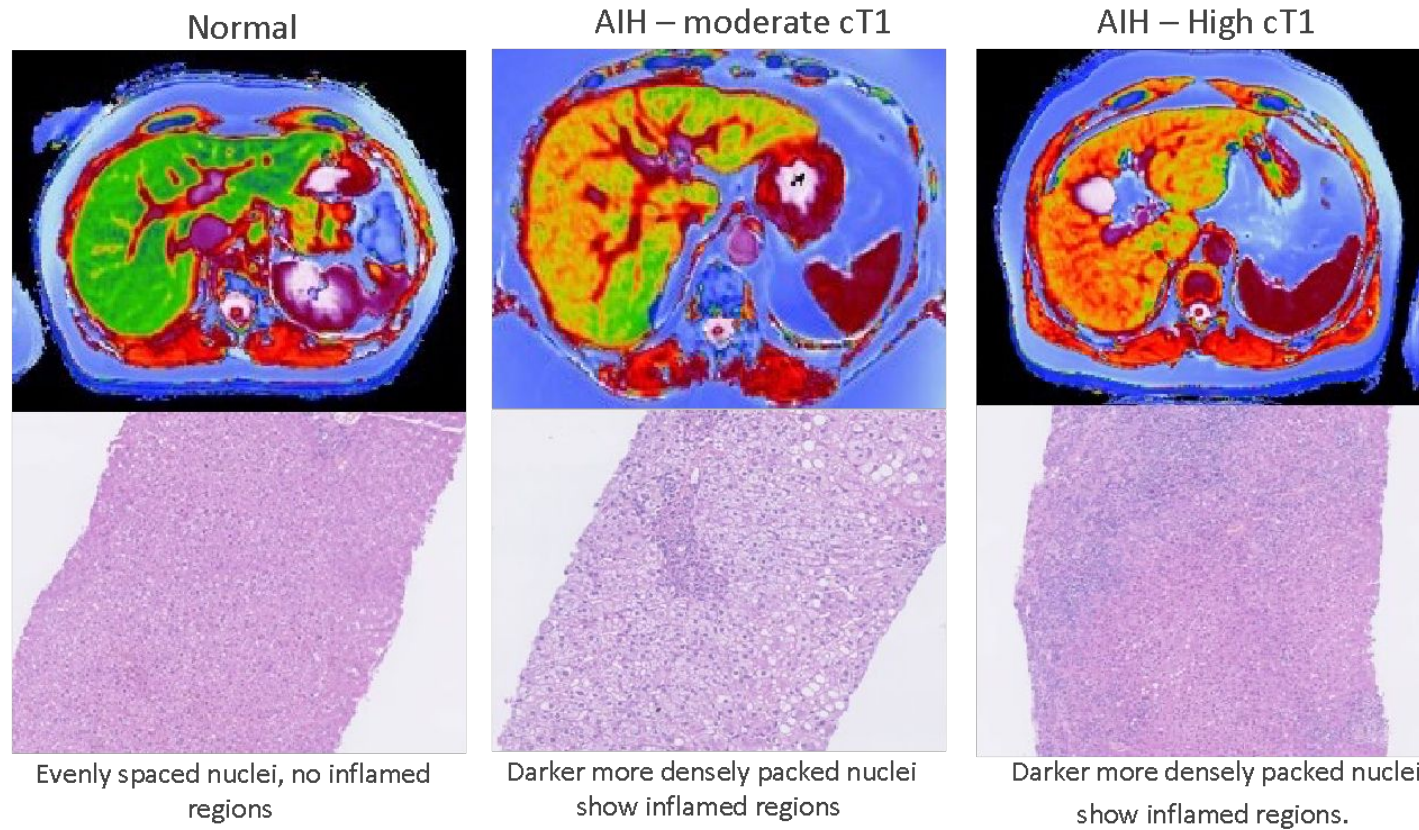 Normal
AIH – moderate cT1
AIH – High cT1
Evenly spaced nuclei, no inflamed
regions
Darker more densely packed nuclei
show inflamed regions
Darker more densely packed nuclei
show inflamed regions.